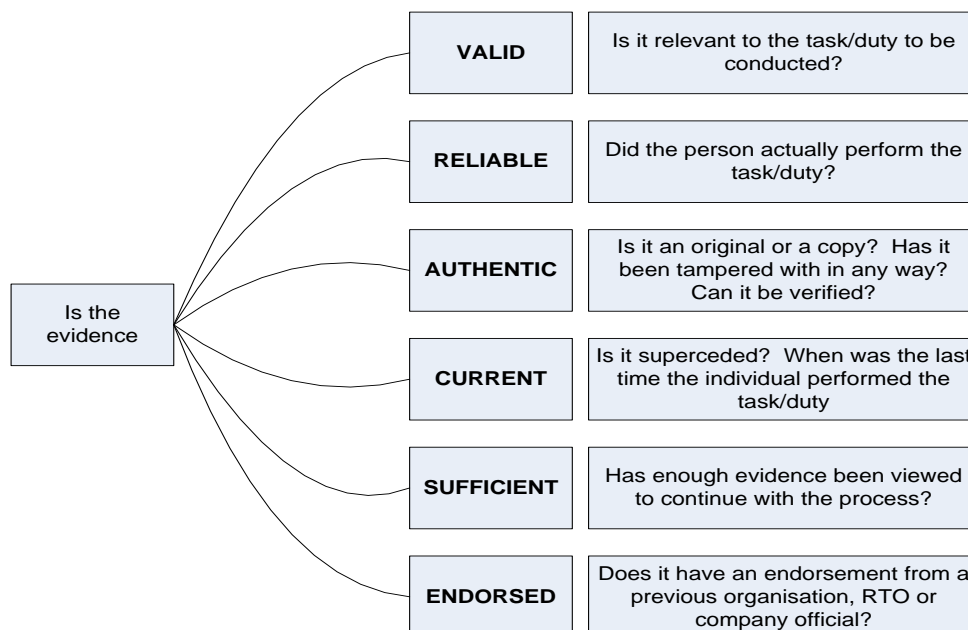 VALID
Is it relevant to the task/duty to be
conducted?
RELIABLE
Did the person actually perform the
task/duty?
AUTHENTIC
Is it an original or a copy?  Has it
been tampered with in any way?
Can it be verified?
Is the
evidence
CURRENT
Is it superceded?  When was the last
time the individual performed the
task/duty
SUFFICIENT
Has enough evidence been viewed
to continue with the process?
ENDORSED
Does it have an endorsement from a
previous organisation, RTO or
company official?